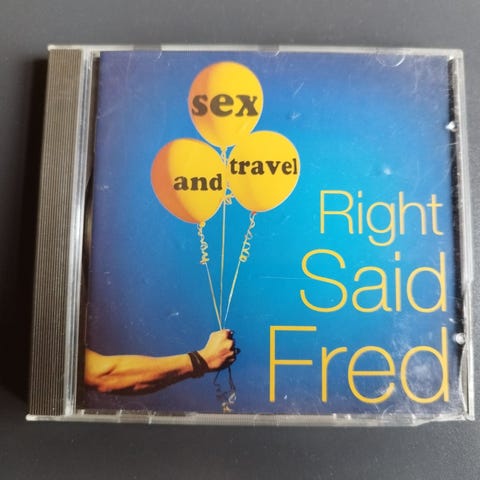 sex
and travel
Right
Said
Fred